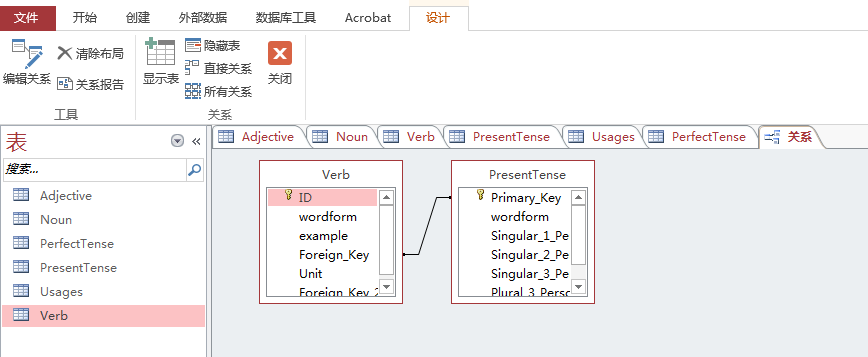 文件 开始 创建 外部数据 数据库工具 Acrobat 设计
编辑关系 清除布局 关系报告 显示表 隐藏表 直接关系 所有关系 关闭
工具 关系
表
搜索...
Adjective
Noun
PerfectTense
PresentTense
Usages
Verb
Adjective Noun Verb PresentTense Usages PerfectTense 关系
Verb
ID
wordform
example
Foreign_Key
Unit
Foreign_Key_2
PresentTense
Primary_Key
wordform
Singular_1_Pe
Singular_2_Pe
Singular_3_Pe
Plural_3_Persc